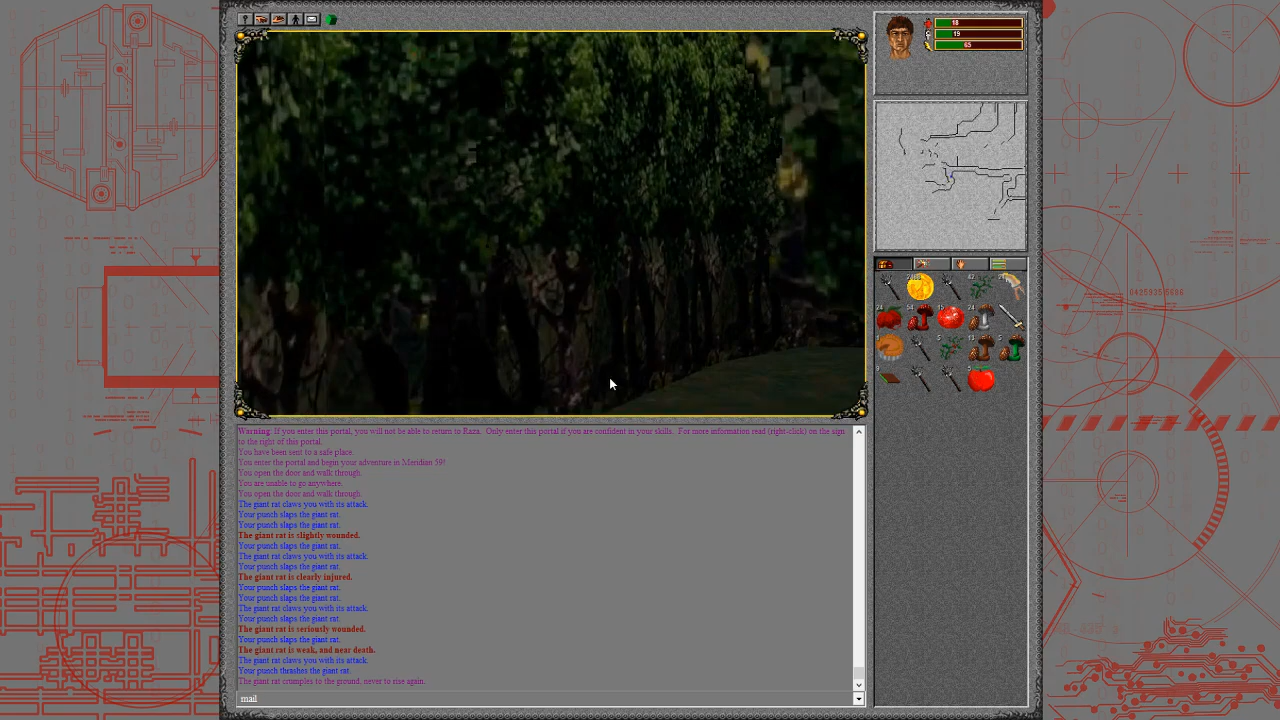 18
19
65
Warning: If you enter this portal, you will not be able to return to Raza. Only enter this portal if you are confident in your skills. For more information read (right-click) on the sign
to the right of this portal.
You have been sent to a safe place.
You enter the portal and begin your adventure in Meridian 59!
You open the door and walk through.
You are unable to go anywhere.
You open the door and walk through.
The giant rat claws you with its attack.
Your punch slaps the giant rat.
Your punch slaps the giant rat.
The giant rat is slightly wounded.
Your punch slaps the giant rat.
The giant rat claws you with its attack.
Your punch slaps the giant rat.
The giant rat is clearly injured.
Your punch slaps the giant rat.
Your punch slaps the giant rat.
The giant rat claws you with its attack.
Your punch slaps the giant rat.
The giant rat is seriously wounded.
Your punch slaps the giant rat.
The giant rat is weak, and near death.
The giant rat claws you with its attack.
Your punch thrashes the giant rat.
The giant rat crumples to the ground, never to rise again.
mail